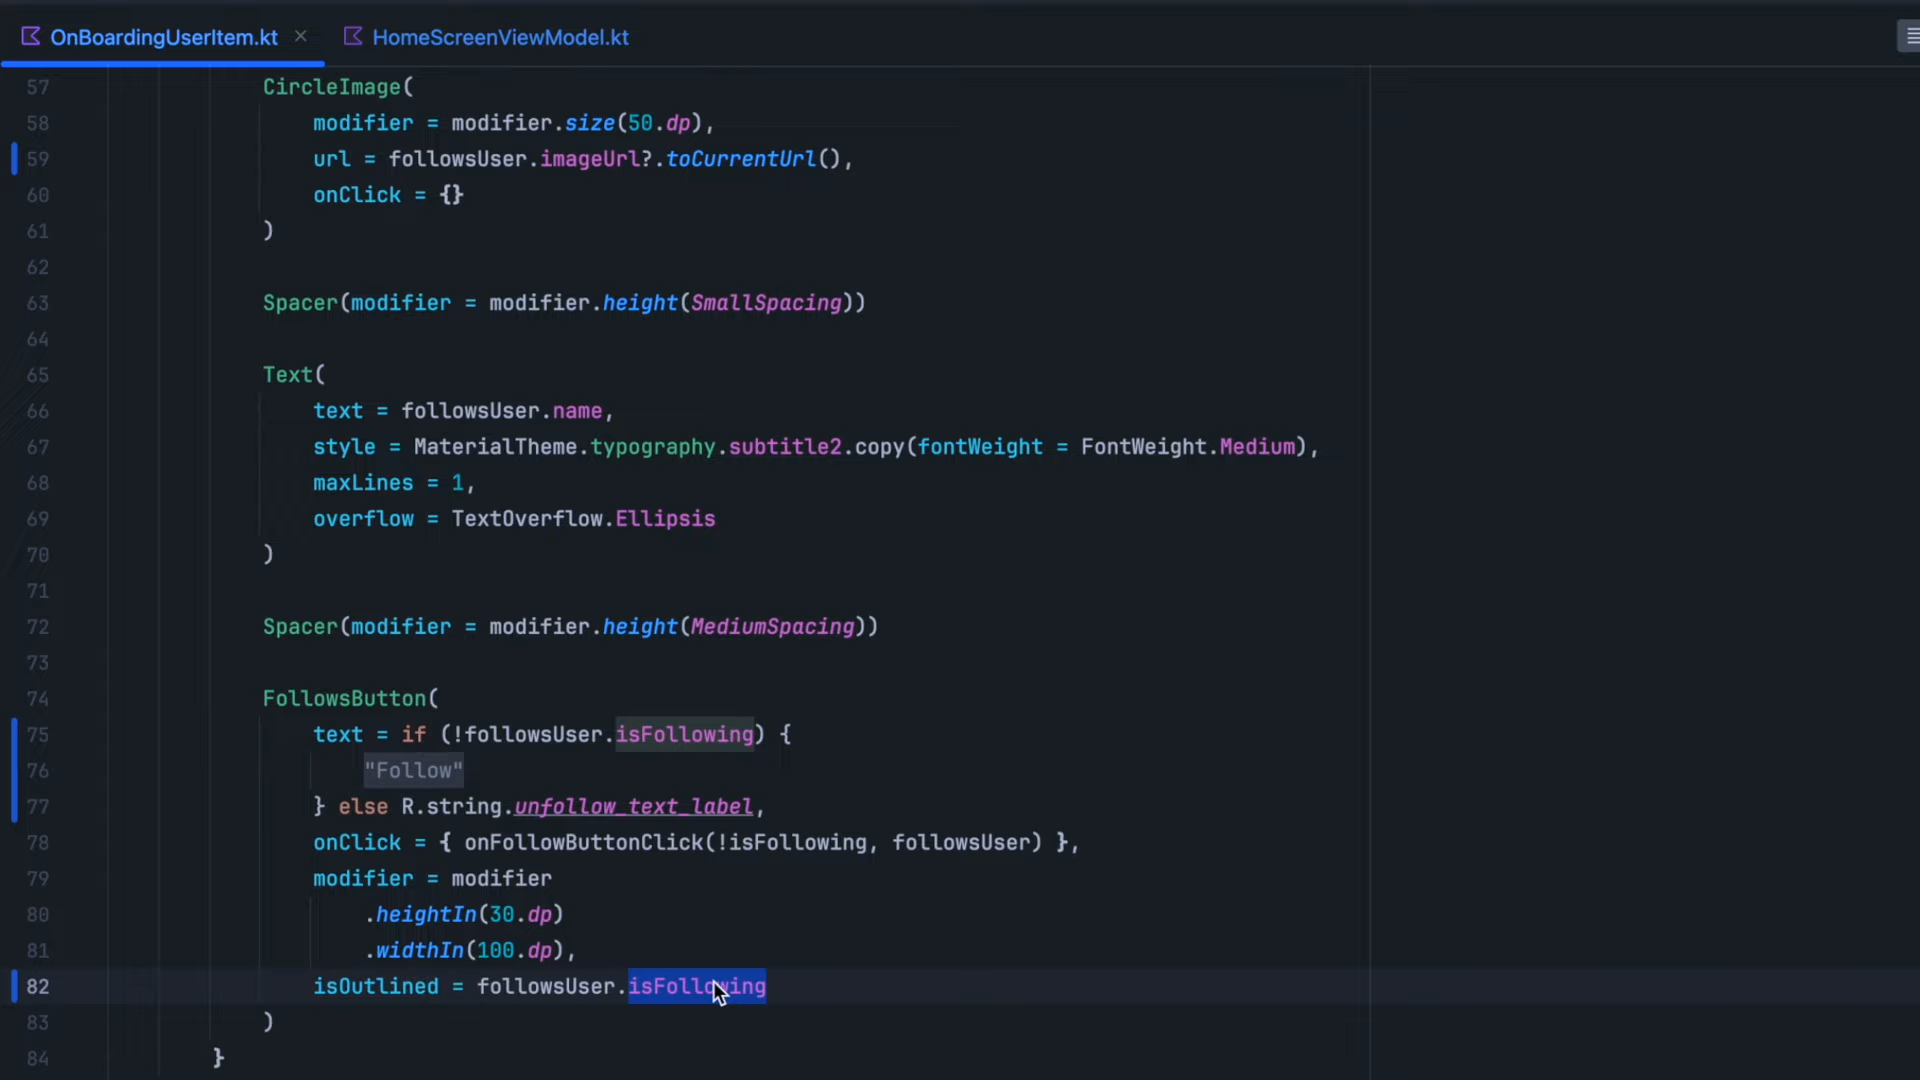 OnBoardingUserItem.kt × HomeScreenViewModel.kt
57 CircleImage(
58 modifier = modifier.size(50.dp),
59 url = followsUser.imageUrl?.toCurrentUrl(),
60 onClick = {}
61 )
62
63 Spacer(modifier = modifier.height(SmallSpacing))
64
65 Text(
66 text = followsUser.name,
67 style = MaterialTheme.typography.subtitle2.copy(fontWeight = FontWeight.Medium),
68 maxLines = 1,
69 overflow = TextOverflow.Ellipsis
70 )
71
72 Spacer(modifier = modifier.height(MediumSpacing))
73
74 FollowsButton(
75 text = if (!followsUser.isFollowing) {
76 "Follow"
77 } else R.string.unfollow_text_label,
78 onClick = { onFollowButtonClick(!isFollowing, followsUser) },
79 modifier = modifier
80 .heightIn(30.dp)
81 .widthIn(100.dp),
82 isOutlined = followsUser.isFollowing
83 )
84 }